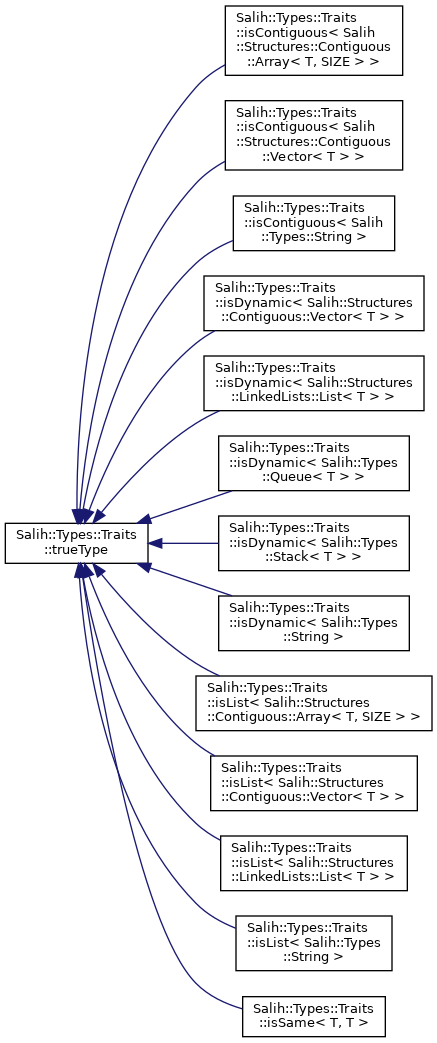 Salih::Types::Traits
::isContiguous< Salih
::Structures::Contiguous
::Array< T, SIZE > >
Salih::Types::Traits
::isContiguous< Salih
::Structures::Contiguous
::Vector< T > >
Salih::Types::Traits
::isContiguous< Salih
::Types::String >
Salih::Types::Traits
::isDynamic< Salih::Structures
::Contiguous::Vector< T > >
Salih::Types::Traits
::isDynamic< Salih::Structures
::LinkedLists::List< T > >
Salih::Types::Traits
::isDynamic< Salih::Types
::Queue< T > >
Salih::Types::Traits
::trueType
Salih::Types::Traits
::isDynamic< Salih::Types
::Stack< T > >
Salih::Types::Traits
::isDynamic< Salih::Types
::String >
Salih::Types::Traits
::isList< Salih::Structures
::Contiguous::Array< T, SIZE > >
Salih::Types::Traits
::isList< Salih::Structures
::Contiguous::Vector< T > >
Salih::Types::Traits
::isList< Salih::Structures
::LinkedLists::List< T > >
Salih::Types::Traits
::isList< Salih::Types
::String >
Salih::Types::Traits
::isSame< T, T >